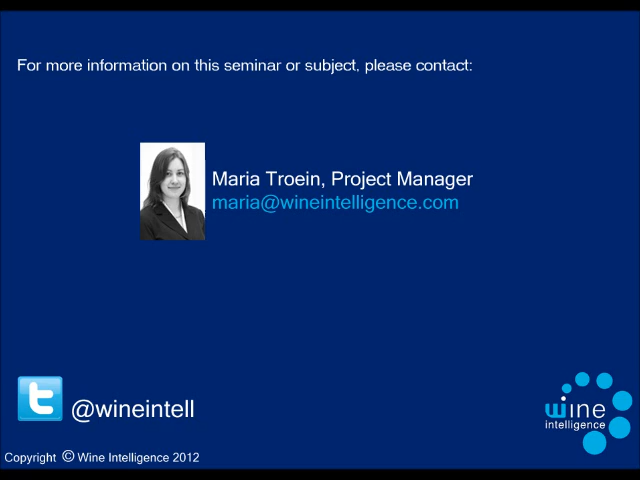 For more information on this seminar or subject, please contact:
Maria Troein, Project Manager
maria@wineintelligence.com
@wineintell
wine
intelligence
Copyright © Wine Intelligence 2012